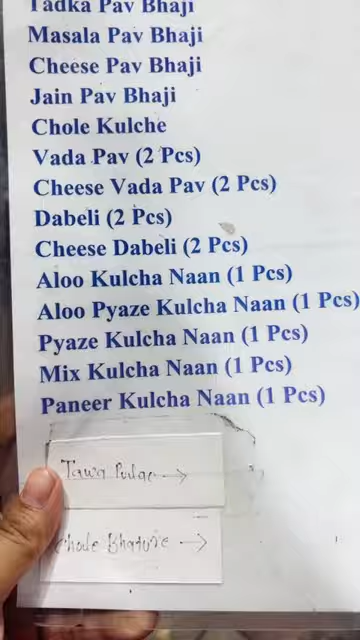 Tadka Pav Bhaji
Masala Pav Bhaji
Cheese Pav Bhaji
Jain Pav Bhaji
Chole Kulche
Vada Pav (2 Pcs)
Cheese Vada Pav (2 Pcs)
Dabeli (2 Pcs)
Cheese Dabeli (2 Pcs)
Aloo Kulcha Naan (1 Pcs)
Aloo Pyaze Kulcha Naan (1 Pcs)
Pyaze Kulcha Naan (1 Pcs)
Mix Kulcha Naan (1 Pcs)
Paneer Kulcha Naan (1 Pcs)
Tawa Pulao →
Chole Bhature →